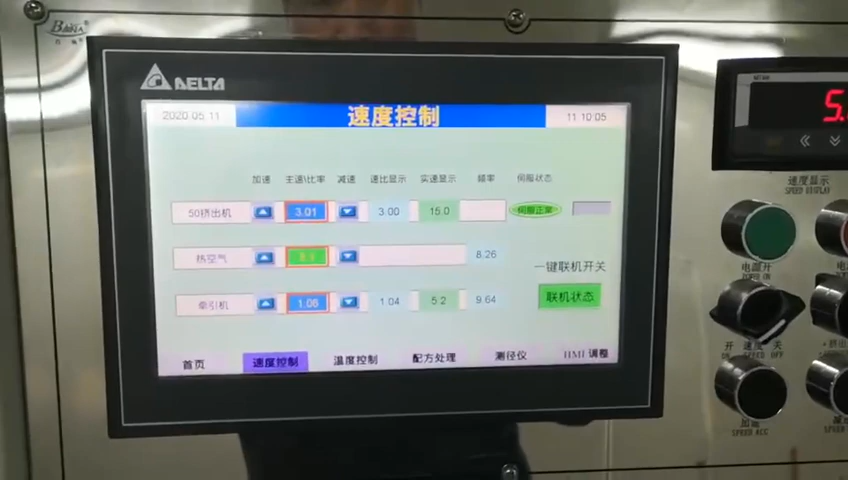 DELTA
2020.05.11 速度控制 11:10:05
加速 主速\比率 减速 速比显示 实速显示 频率 伺服状态
50挤出机 3.01 3.00 15.0 伺服正常
热空气 8.26
一键联机开关
牵引机 1.06 1.04 5.2 9.64 联机状态
首页 速度控制 温度控制 配方处理 测径仪 HMI 调整
速度显示
SPEED DISPLAY
电源开
POWER ON
开 速度 关
ON SPEED OFF
加速
SPEED ACC